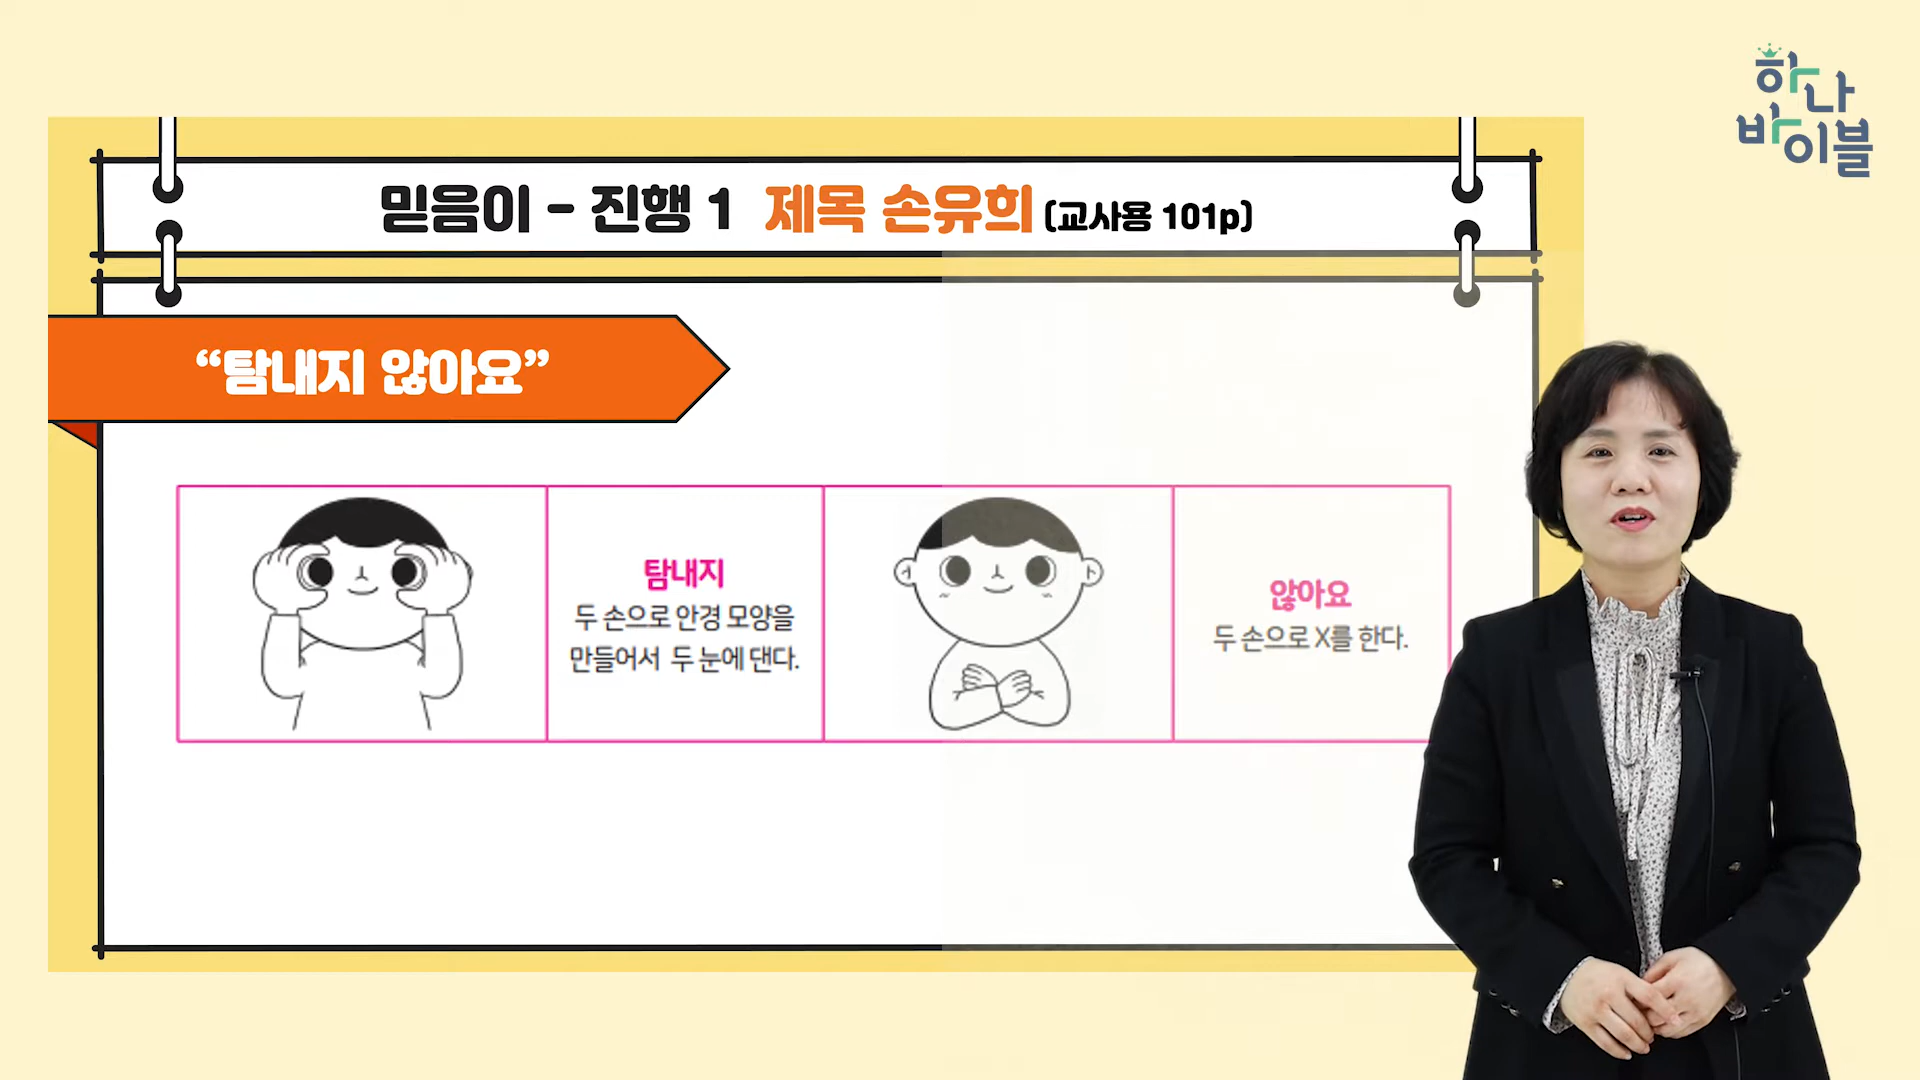 하나
바이블
믿음이 - 진행 1 제목 손유희 (교사용 101p)
“탐내지 않아요”
탐내지
두 손으로 안경 모양을
만들어서 두 눈에 댄다.
않아요
두 손으로 X를 한다.